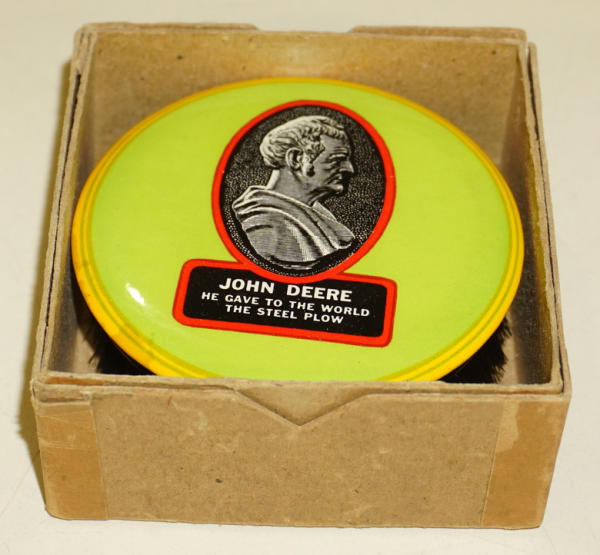 JOHN DEERE
HE GAVE TO THE WORLD
THE STEEL PLOW